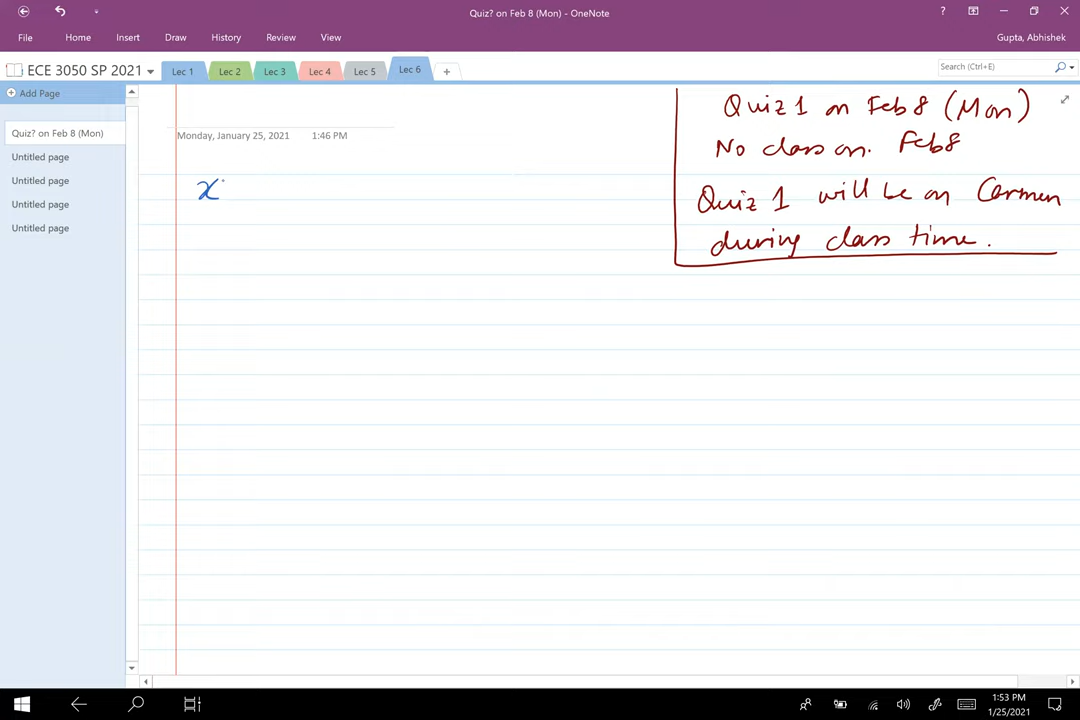 Quiz? on Feb 8 (Mon) - OneNote
?
File
Home
Insert
Draw
History
Review
View
Gupta, Abhishek
ECE 3050 SP 2021
Lec 1
Lec 2
Lec 3
Lec 4
Lec 5
Lec 6
+
Search (Ctrl+E)
Add Page
Quiz? on Feb 8 (Mon)
Untitled page
Untitled page
Untitled page
Untitled page
Monday, January 25, 2021
1:46 PM
Quiz 1 on Feb 8 (Mon)
No class on. Feb 8
Quiz 1 will be on Carmen
during class time.
x
1:53 PM
1/25/2021